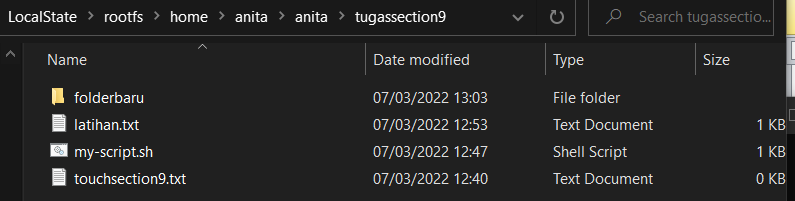 LocalState > rootfs > home > anita > anita > tugassection9 Search tugassectio...
Name Date modified Type Size
folderbaru 07/03/2022 13:03 File folder
latihan.txt 07/03/2022 12:53 Text Document 1 KB
my-script.sh 07/03/2022 12:47 Shell Script 1 KB
touchsection9.txt 07/03/2022 12:40 Text Document 0 KB